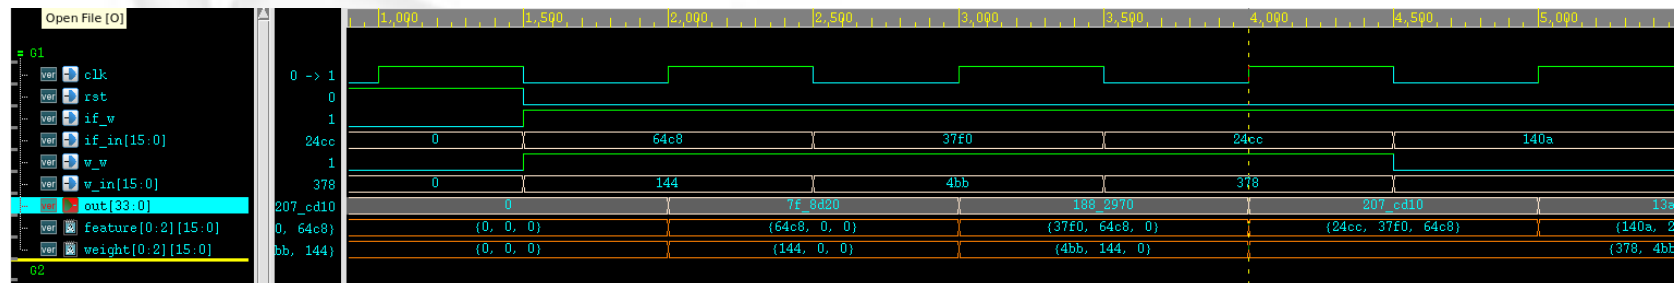 Open File [O]
1,000 1,500 2,000 2,500 3,000 3,500 4,000 4,500 5,000
= G1
ver clk 0 -> 1
ver rst 0
ver if_w 1
ver if_in[15:0] 24cc 0 64c8 37f0 24cc 140a
ver w_w 1
ver w_in[15:0] 378 0 144 4bb 378
ver out[33:0] 207_cd10 0 7f_8d20 188_2970 207_cd10 13a
ver feature[0:2][15:0] 0, 64c8} {0, 0, 0} {64c8, 0, 0} {37f0, 64c8, 0} {24cc, 37f0, 64c8} {140a, 2
ver weight[0:2][15:0] bb, 144} {0, 0, 0} {144, 0, 0} {4bb, 144, 0} {378, 4bb
G2